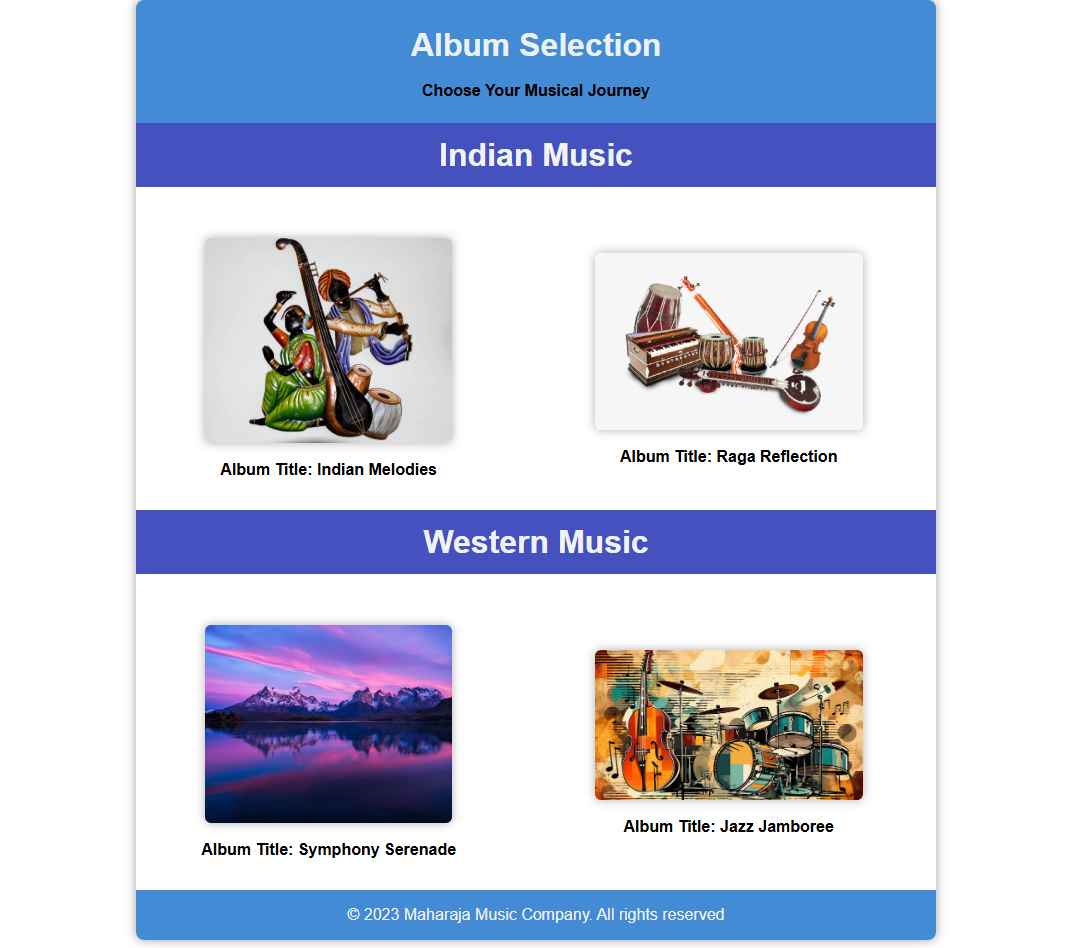 Album Selection
Choose Your Musical Journey
Indian Music
Album Title: Indian Melodies
Album Title: Raga Reflection
Western Music
Album Title: Symphony Serenade
Album Title: Jazz Jamboree
© 2023 Maharaja Music Company. All rights reserved